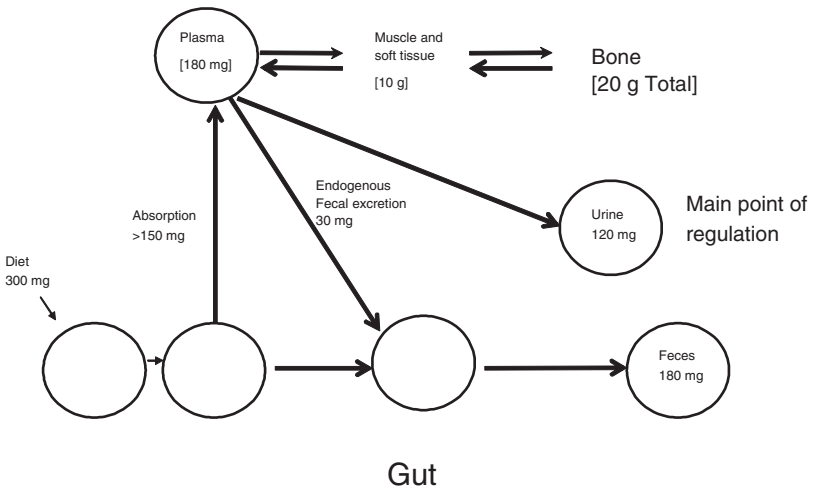 Plasma
[180 mg]
Muscle and
soft tissue
[10 g]
Bone
[20 g Total]
Absorption
>150 mg
Endogenous
Fecal excretion
30 mg
Urine
120 mg
Main point of
regulation
Diet
300 mg
Feces
180 mg
Gut